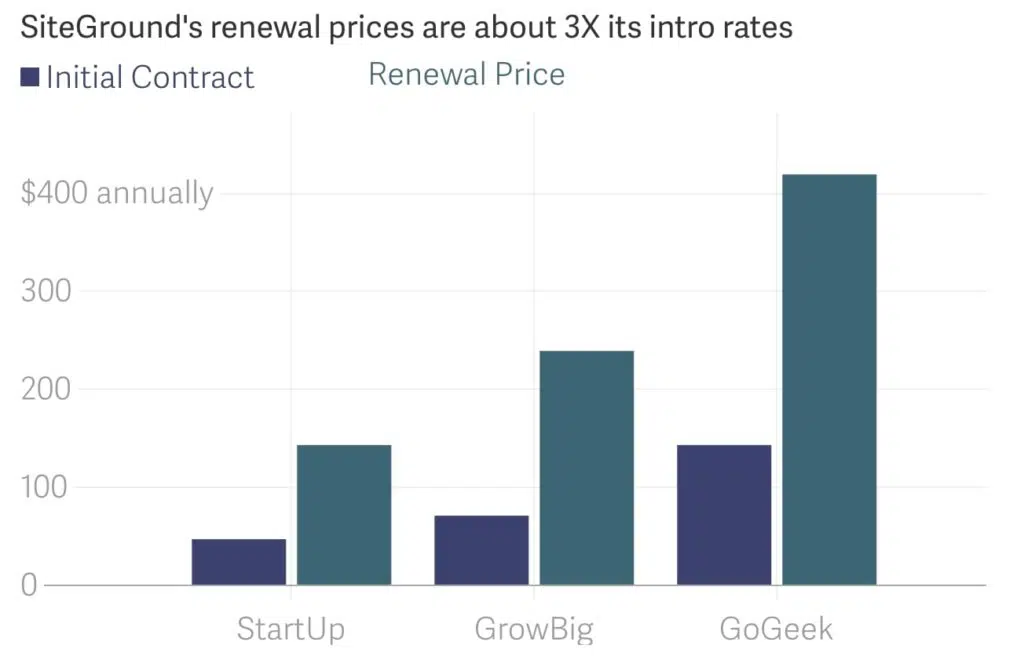 SiteGround's renewal prices are about 3X its intro rates
Initial Contract Renewal Price
$400 annually
300
200
100
0
StartUp GrowBig GoGeek